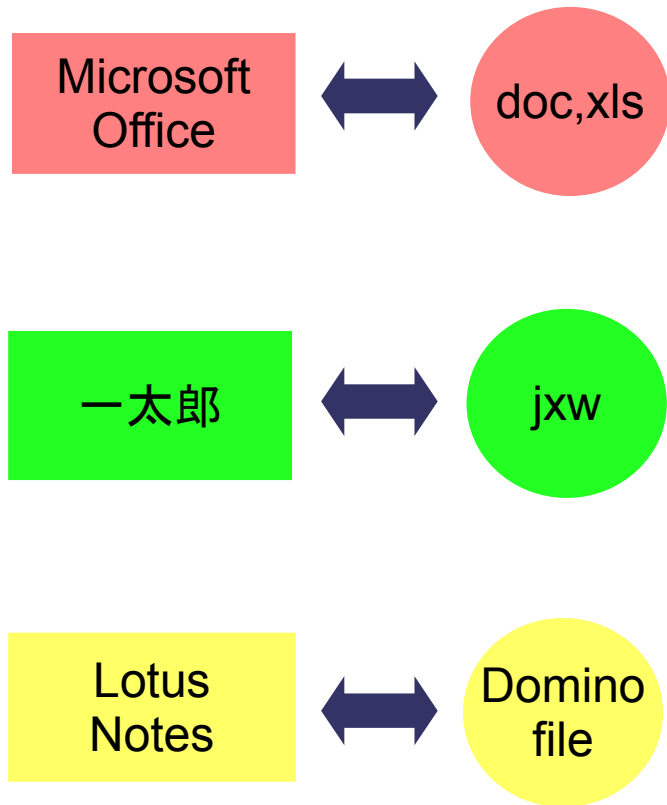 Microsoft
Office
doc,xls
一太郎
jxw
Lotus
Notes
Domino
file